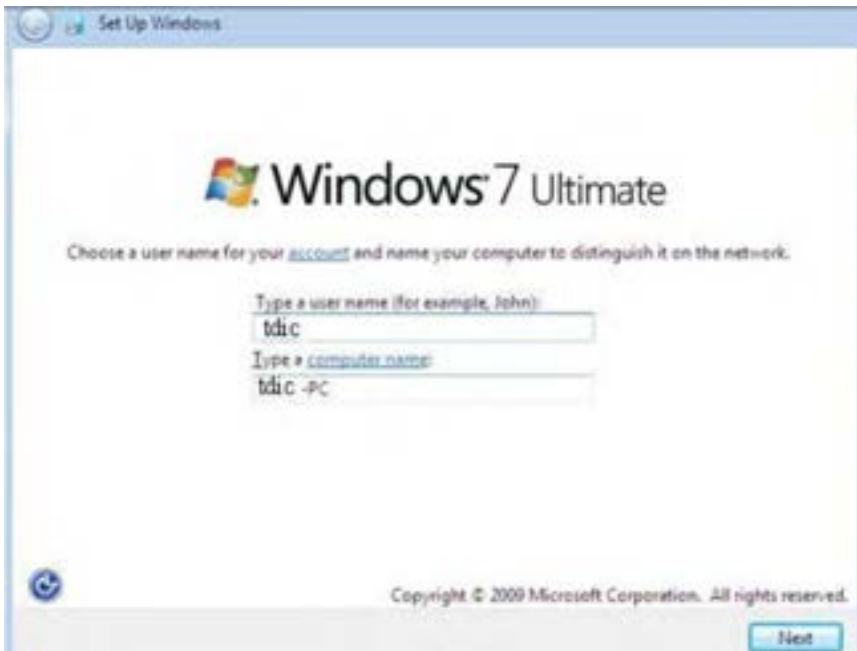 Set Up Windows
Windows 7 Ultimate
Choose a user name for your account and name your computer to distinguish it on the network.
Type a user name (for example, John):
tdic
Type a computer name:
tdic -PC
Copyright © 2009 Microsoft Corporation. All rights reserved.
Next